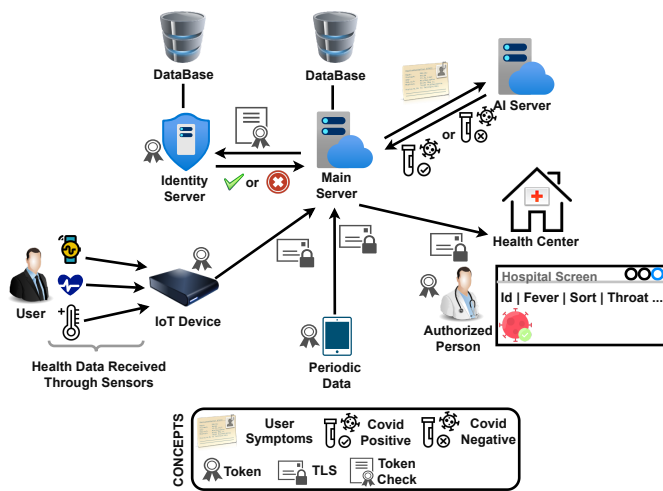 DataBase
DataBase
AI Server
or
Identity
Server
or
Main
Server
Health Center
User
IoT Device
Hospital Screen
Id | Fever | Sort | Throat ...
Authorized
Person
Health Data Received
Through Sensors
Periodic
Data
CONCEPTS
User
Symptoms
Covid
Positive
Covid
Negative
Token
TLS
Token
Check